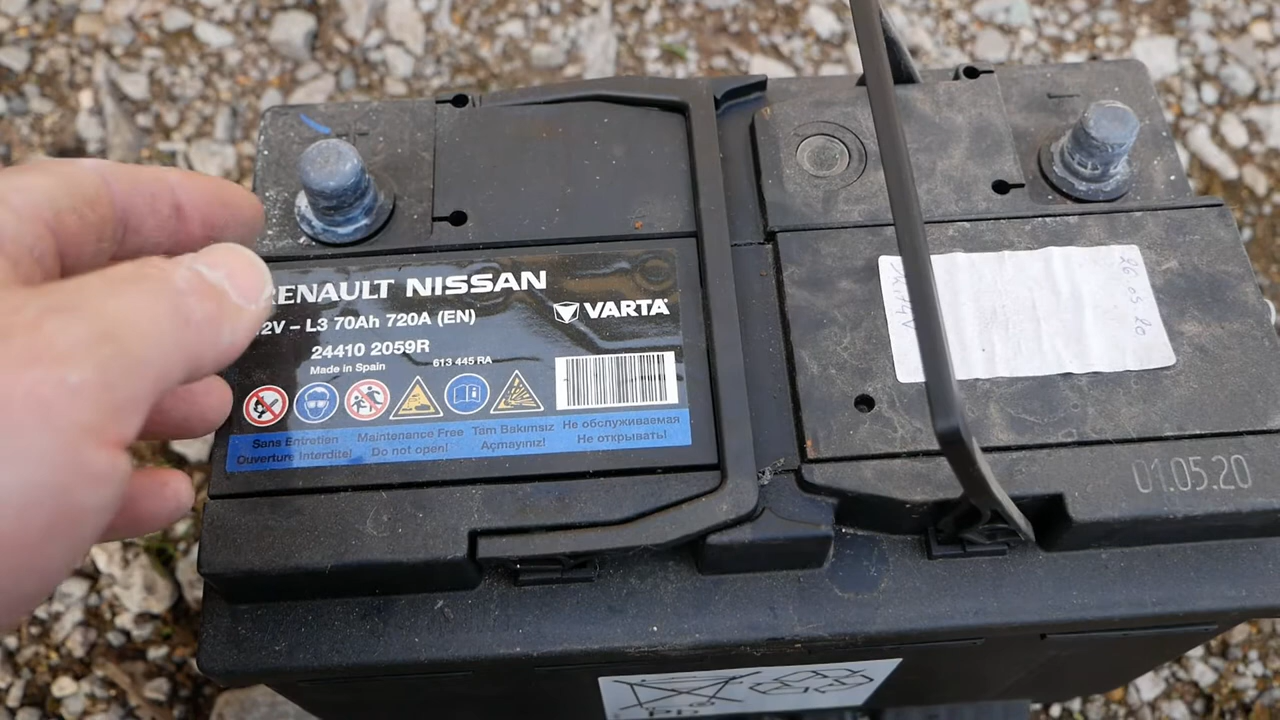 +
−
RENAULT NISSAN
VARTA
2V – L3 70Ah 720A (EN)
24410 2059R
Made in Spain
613 445 RA
Sans Entretien
Ouverture Interdite!
Maintenance Free
Do not open!
Tam Bakımsız
Açmayınız!
Не обслуживаемая
Не открывать!
26 05 20
01.05.20
Pb